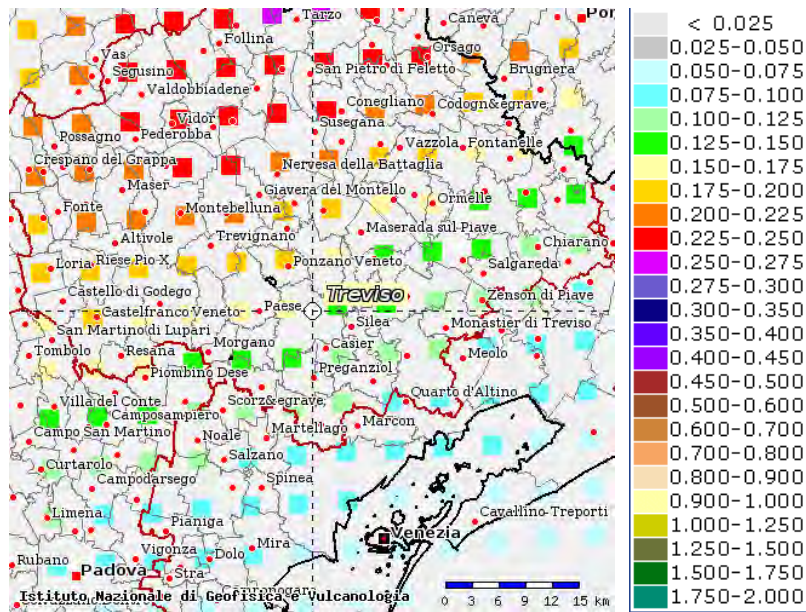 Tarzo
Caneva
Por
Follina
Orsago
Vas
Segusino
San Pietro di Feletto
Brugnera
Valdobbiadene
Conegliano
Codogn&egrave;
Vidor
Susegana
Possagno
Pederobba
Vazzola
Fontanelle
Crespano del Grappa
Nervesa della Battaglia
Maser
Giavera del Montello
Ormelle
Fonte
Montebelluna
Maserada sul Piave
Altivole
Trevignano
Chiarano
Loria
Riese Pio X
Ponzano Veneto
Salgareda
Castello di Godego
Treviso
Zenson di Piave
Castelfranco Veneto
Paese
San Martino di Lupari
Silea
Monastier di Treviso
Tombolo
Resana
Morgano
Casier
Meolo
Piombino Dese
Preganziol
Villa del Conte
Scorz&egrave;
Quarto d'Altino
Camposampiero
Campo San Martino
Noale
Martellago
Marcon
Curtarolo
Salzano
Campodarsego
Spinea
Limena
Pianiga
Cavallino-Treporti
Venezia
Rubano
Vigonza
Dolo
Mira
Padova
Stra
Istituto Nazionale di Geofisica e Vulcanologia
0 3 6 9 12 15 km
< 0.025
0.025-0.050
0.050-0.075
0.075-0.100
0.100-0.125
0.125-0.150
0.150-0.175
0.175-0.200
0.200-0.225
0.225-0.250
0.250-0.275
0.275-0.300
0.300-0.350
0.350-0.400
0.400-0.450
0.450-0.500
0.500-0.600
0.600-0.700
0.700-0.800
0.800-0.900
0.900-1.000
1.000-1.250
1.250-1.500
1.500-1.750
1.750-2.000